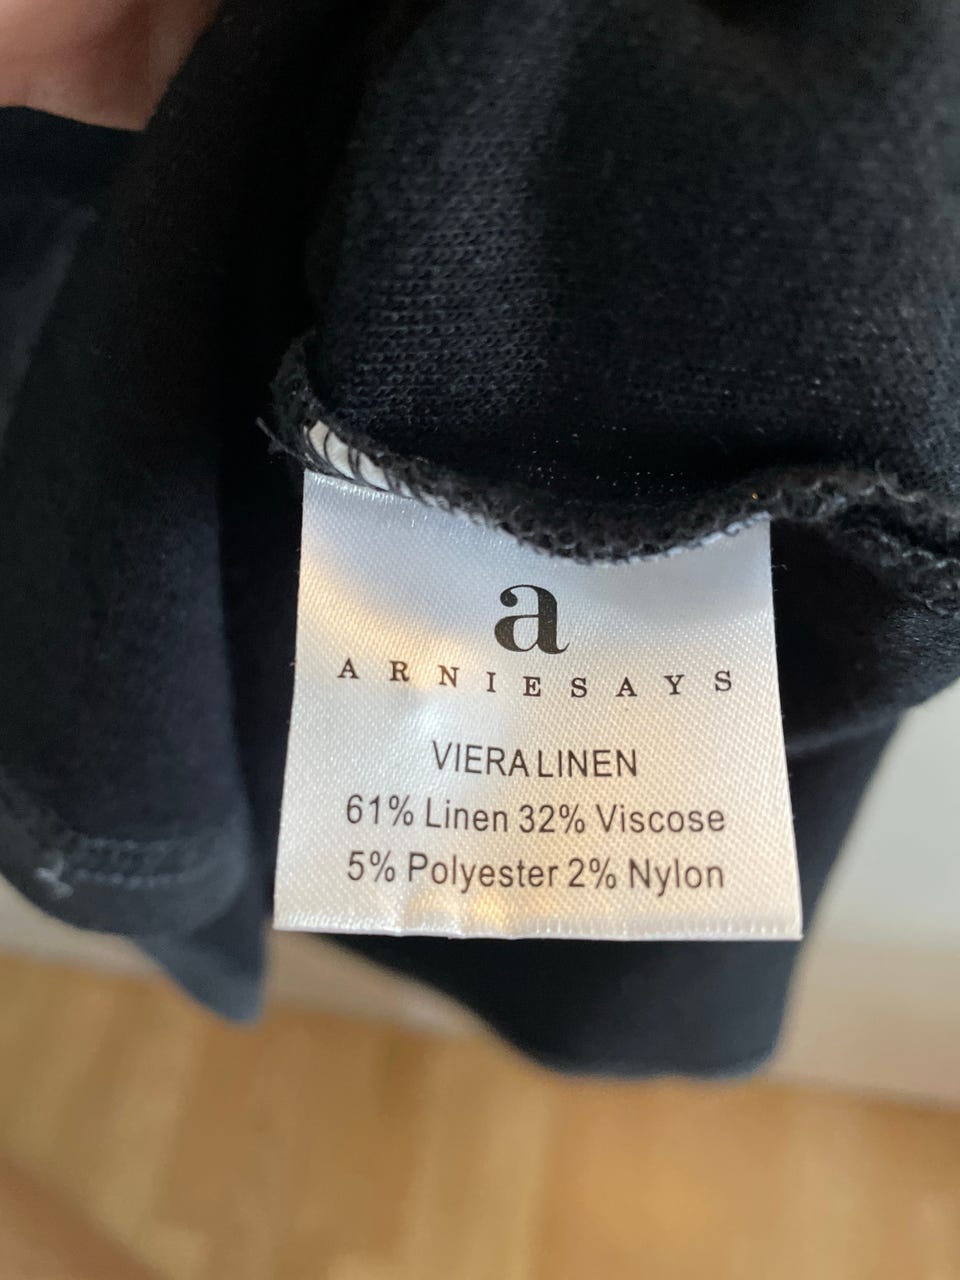 a
ARNIESAYS
VIERA LINEN
61% Linen 32% Viscose
5% Polyester 2% Nylon